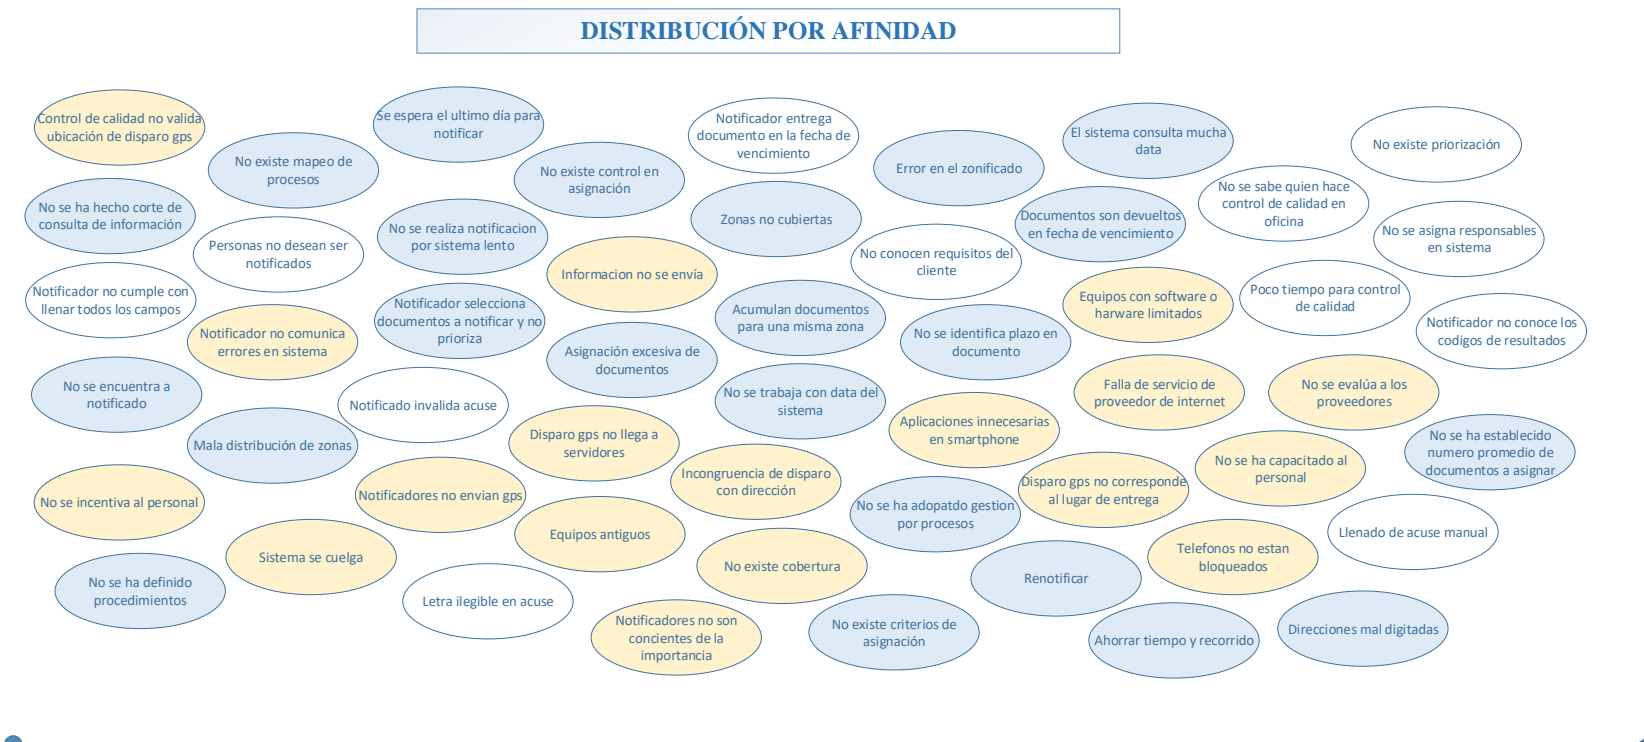 DISTRIBUCIÓN POR AFINIDAD
Control de calidad no valida
ubicación de disparo gps
No existe mapeo de
procesos
Se espera el ultimo día para
notificar
No existe control en
asignación
Notificador entrega
documento en la fecha de
vencimiento
Error en el zonificado
El sistema consulta mucha
data
No existe priorización
No se ha hecho corte de
consulta de información
Personas no desean ser
notificados
No se realiza notificacion
por sistema lento
Informacion no se envía
Zonas no cubiertas
No conocen requisitos del
cliente
Documentos son devueltos
en fecha de vencimiento
No se sabe quien hace
control de calidad en
oficina
No se asigna responsables
en sistema
Notificador no cumple con
llenar todos los campos
Notificador no comunica
errores en sistema
Notificador selecciona
documentos a notificar y no
prioriza
Asignación excesiva de
documentos
Acumulan documentos
para una misma zona
No se identifica plazo en
documento
Equipos con software o
harware limitados
Poco tiempo para control
de calidad
Notificador no conoce los
codigos de resultados
No se encuentra a
notificado
Mala distribución de zonas
Notificado invalida acuse
Disparo gps no llega a
servidores
No se trabaja con data del
sistema
Aplicaciones innecesarias
en smartphone
Falla de servicio de
proveedor de internet
No se evalúa a los
proveedores
No se ha establecido
numero promedio de
documentos a asignar
No se incentiva al personal
Sistema se cuelga
Notificadores no envian gps
Equipos antiguos
Incongruencia de disparo
con dirección
No se ha adopatdo gestion
por procesos
Disparo gps no corresponde
al lugar de entrega
No se ha capacitado al
personal
Llenado de acuse manual
No se ha definido
procedimientos
Letra ilegible en acuse
Notificadores no son
concientes de la
importancia
No existe cobertura
No existe criterios de
asignación
Renotificar
Telefonos no estan
bloqueados
Ahorrar tiempo y recorrido
Direcciones mal digitadas